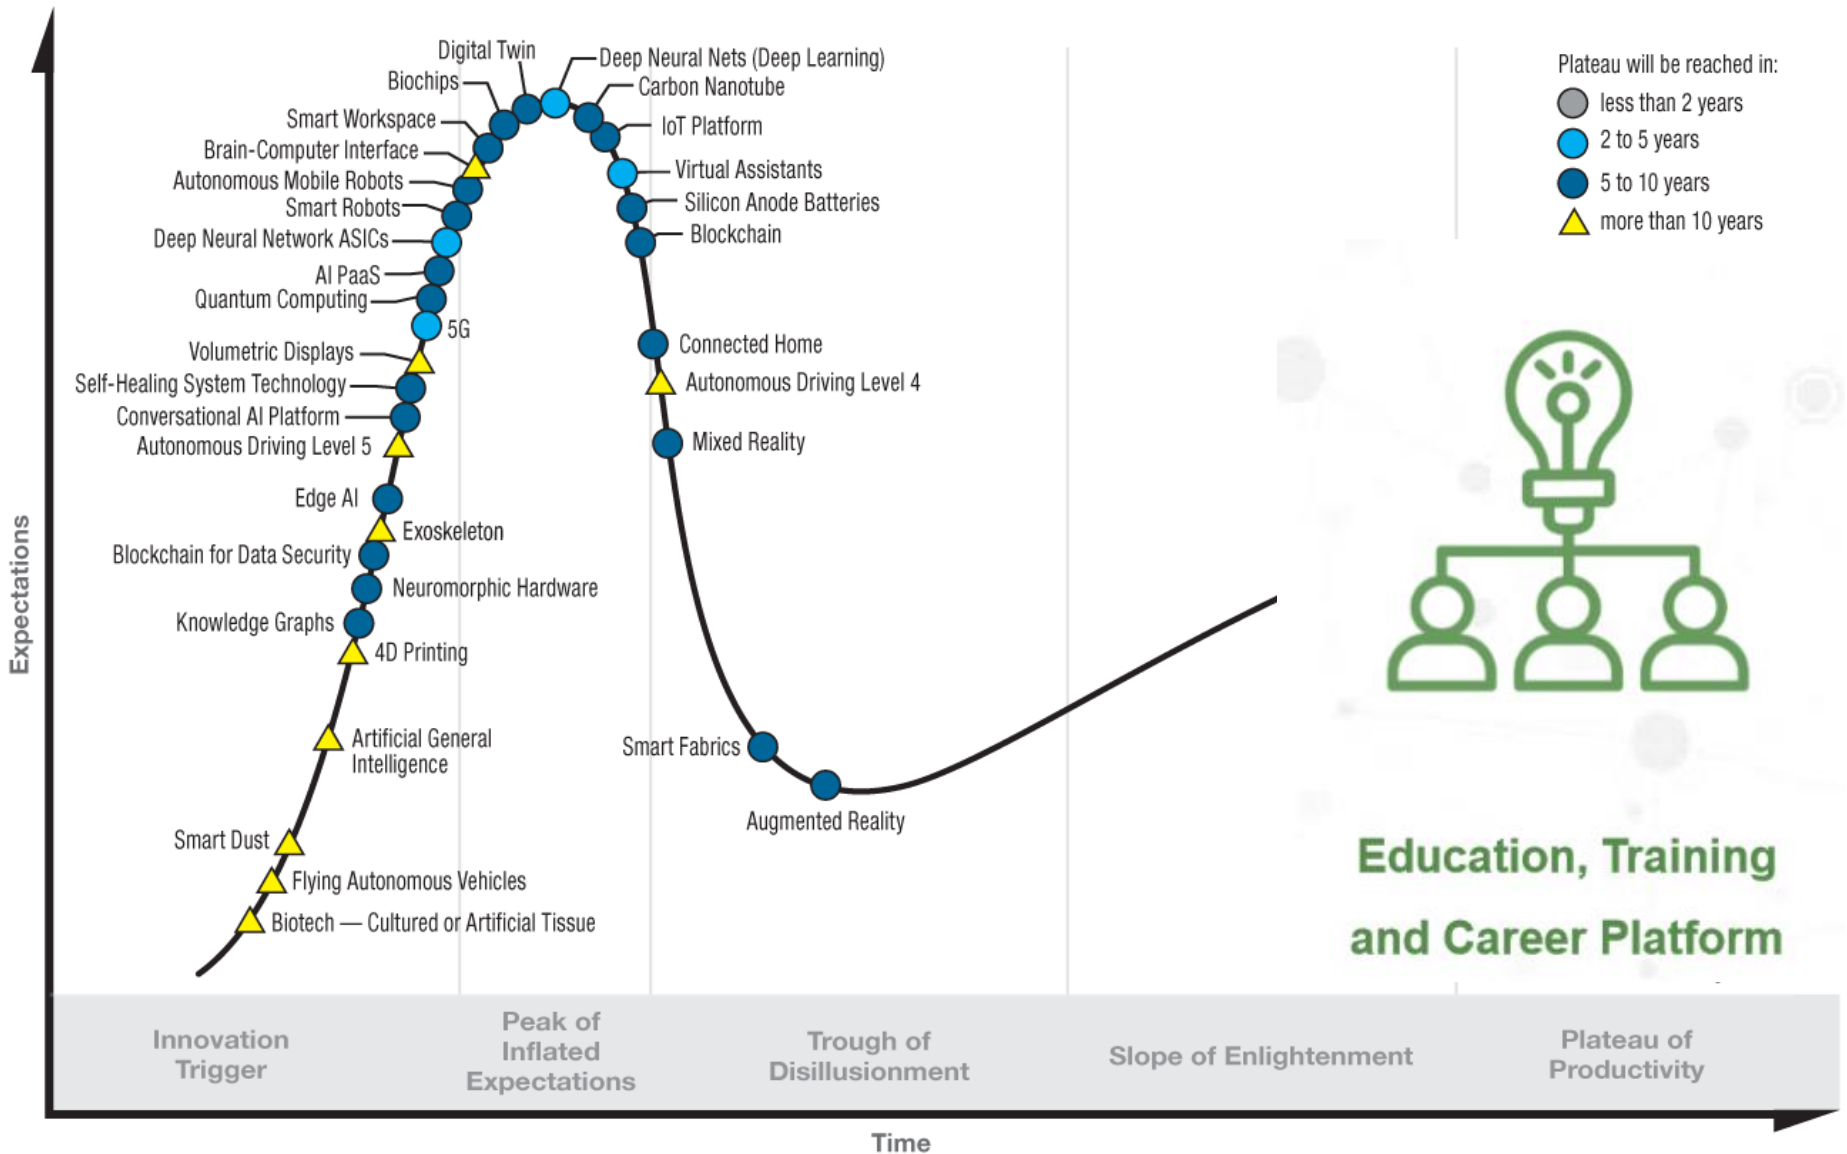 Digital Twin
Deep Neural Nets (Deep Learning)
Biochips
Carbon Nanotube
Smart Workspace
IoT Platform
Brain-Computer Interface
Virtual Assistants
Autonomous Mobile Robots
Silicon Anode Batteries
Smart Robots
Blockchain
Deep Neural Network ASICs
AI PaaS
Quantum Computing
5G
Volumetric Displays
Connected Home
Self-Healing System Technology
Autonomous Driving Level 4
Conversational AI Platform
Mixed Reality
Autonomous Driving Level 5
Edge AI
Exoskeleton
Blockchain for Data Security
Neuromorphic Hardware
Knowledge Graphs
4D Printing
Artificial General
Intelligence
Smart Fabrics
Augmented Reality
Smart Dust
Flying Autonomous Vehicles
Biotech — Cultured or Artificial Tissue
Plateau will be reached in:
less than 2 years
2 to 5 years
5 to 10 years
more than 10 years
Education, Training
and Career Platform
Expectations
Innovation
Trigger
Peak of
Inflated
Expectations
Trough of
Disillusionment
Slope of Enlightenment
Plateau of
Productivity
Time